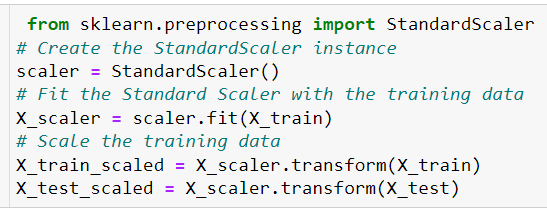 from sklearn.preprocessing import StandardScaler
# Create the StandardScaler instance
scaler = StandardScaler()
# Fit the Standard Scaler with the training data
X_scaler = scaler.fit(X_train)
# Scale the training data
X_train_scaled = X_scaler.transform(X_train)
X_test_scaled = X_scaler.transform(X_test)